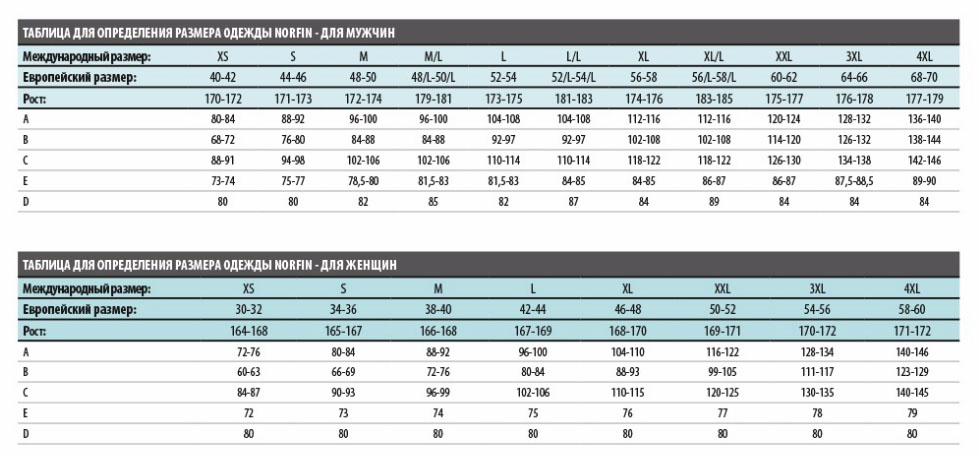 ТАБЛИЦА ДЛЯ ОПРЕДЕЛЕНИЯ РАЗМЕРА ОДЕЖДЫ NORFIN - ДЛЯ МУЖЧИН
Международный размер: XS S M M/L L L/L XL XL/L XXL 3XL 4XL
Европейский размер: 40-42 44-46 48-50 48/L-50/L 52-54 52/L-54/L 56-58 56/L-58/L 60-62 64-66 68-70
Рост: 170-172 171-173 172-174 179-181 173-175 181-183 174-176 183-185 175-177 176-178 177-179
A 80-84 88-92 96-100 96-100 104-108 104-108 112-116 112-116 120-124 128-132 136-140
B 68-72 76-80 84-88 84-88 92-97 92-97 102-108 102-108 114-120 126-132 138-144
C 88-91 94-98 102-106 102-106 110-114 110-114 118-122 118-122 126-130 134-138 142-146
E 73-74 75-77 78,5-80 81,5-83 81,5-83 84-85 84-85 86-87 86-87 87,5-88,5 89-90
D 80 80 82 85 82 87 84 89 84 84 84
ТАБЛИЦА ДЛЯ ОПРЕДЕЛЕНИЯ РАЗМЕРА ОДЕЖДЫ NORFIN - ДЛЯ ЖЕНЩИН
Международный размер: XS S M L XL XXL 3XL 4XL
Европейский размер: 30-32 34-36 38-40 42-44 46-48 50-52 54-56 58-60
Рост: 164-168 165-167 166-168 167-169 168-170 169-171 170-172 171-172
A 72-76 80-84 88-92 96-100 104-110 116-122 128-134 140-146
B 60-63 66-69 72-76 80-84 88-93 99-105 111-117 123-129
C 84-87 90-93 96-99 102-106 110-115 120-125 130-135 140-145
E 72 73 74 75 76 77 78 79
D 80 80 80 80 80 80 80 80